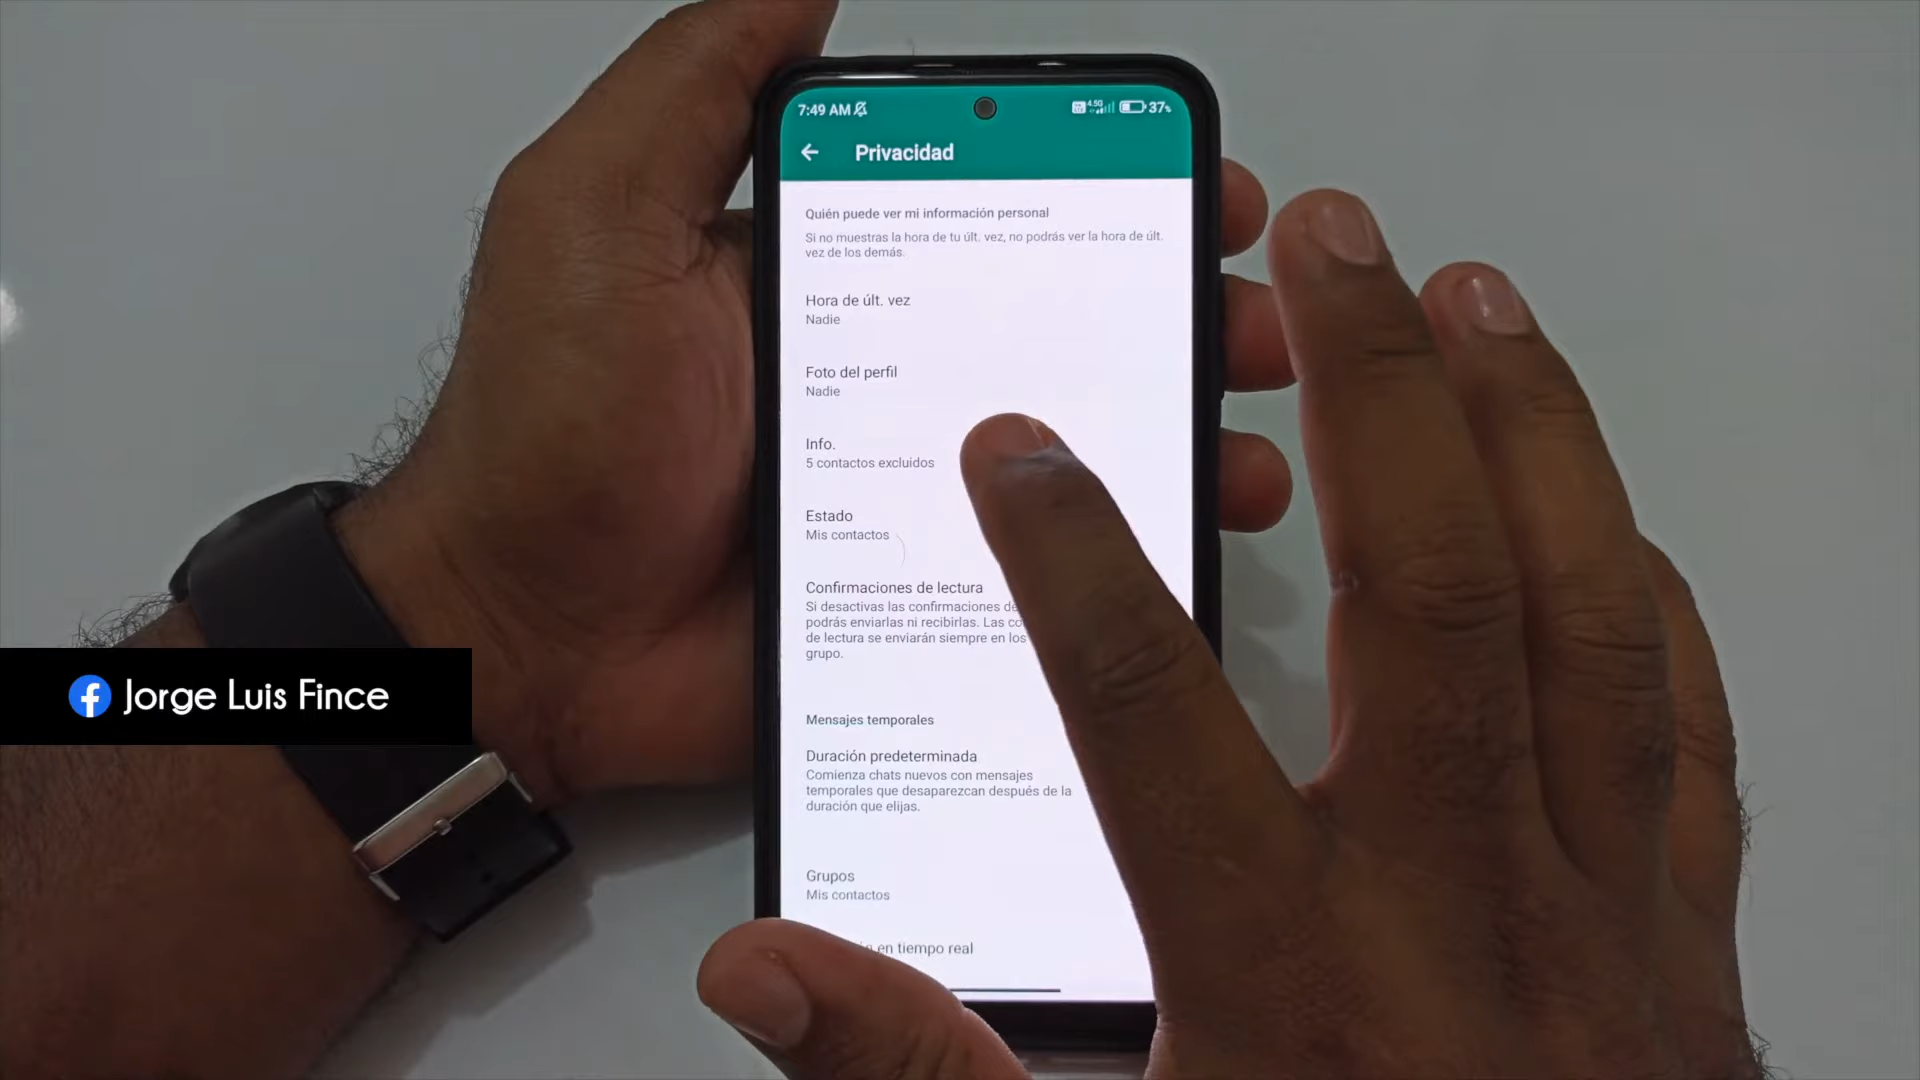 7:49 AM
4.5G
37%
Privacidad
Quién puede ver mi información personal
Si no muestras la hora de tu últ. vez, no podrás ver la hora de últ.
vez de los demás.
Hora de últ. vez
Nadie
Foto del perfil
Nadie
Info.
5 contactos excluidos
Estado
Mis contactos
Confirmaciones de lectura
Si desactivas las confirmaciones de
podrás enviarlas ni recibirlas. Las
de lectura se enviarán siempre en los
grupo.
Jorge Luis Fince
Mensajes temporales
Duración predeterminada
Comienza chats nuevos con mensajes
temporales que desaparezcan después de la
duración que elijas.
Grupos
Mis contactos
en tiempo real